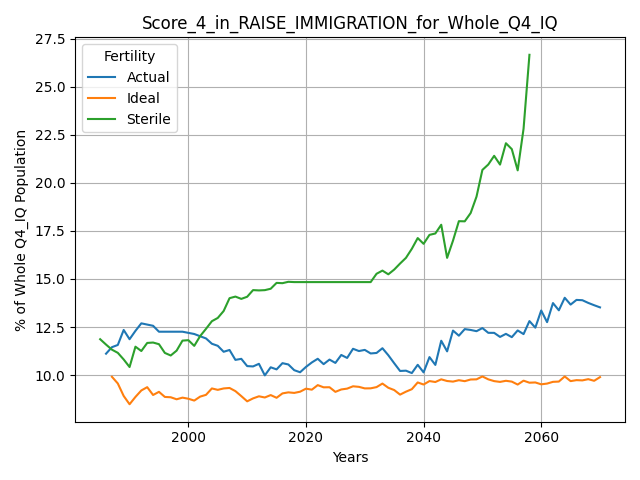 Score_4_in_RAISE_IMMIGRATION_for_Whole_Q4_IQ
27.5
25.0
22.5
20.0
17.5
15.0
12.5
10.0
% of Whole Q4_IQ Population
Fertility
Actual
Ideal
Sterile
2000
2020
2040
2060
Years